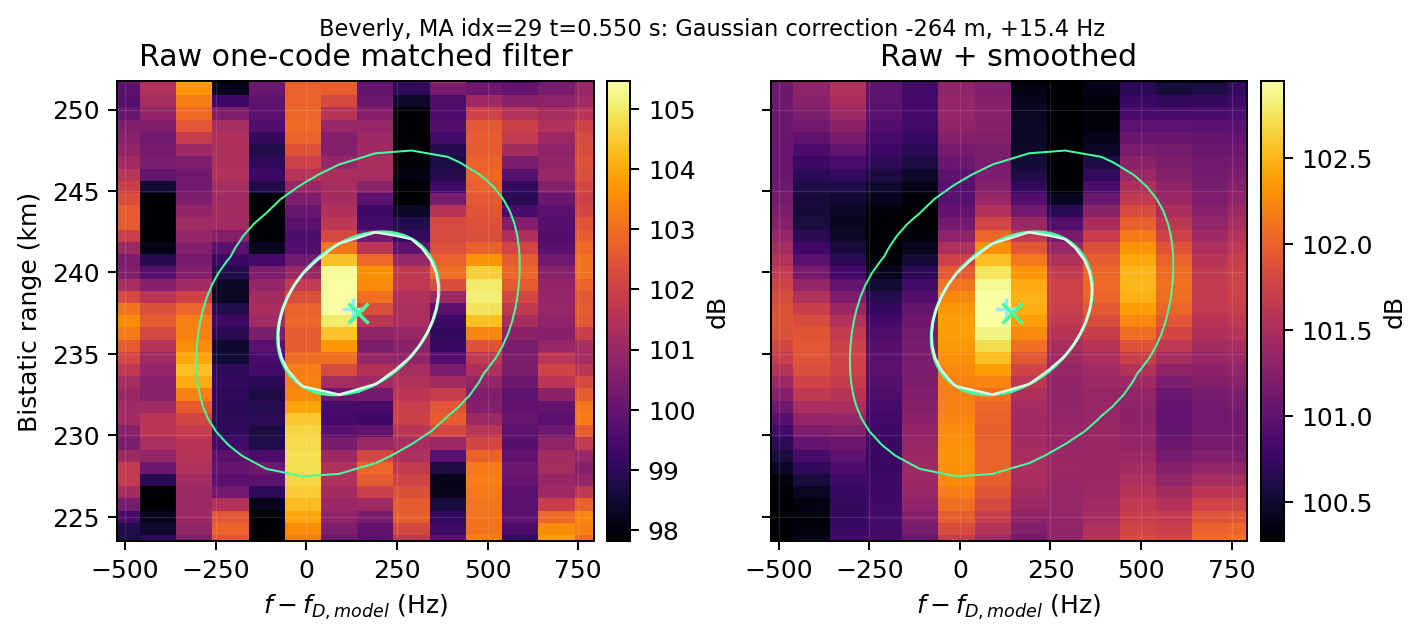 Beverly, MA idx=29 t=0.550 s: Gaussian correction -264 m, +15.4 Hz
Raw one-code matched filter
Raw + smoothed
250
245
240
235
230
225
Bistatic range (km)
−500 −250 0 250 500 750
f − f_{D, model} (Hz)
105
104
103
102
101
100
99
98
dB
−500 −250 0 250 500 750
f − f_{D, model} (Hz)
102.5
102.0
101.5
101.0
100.5
dB